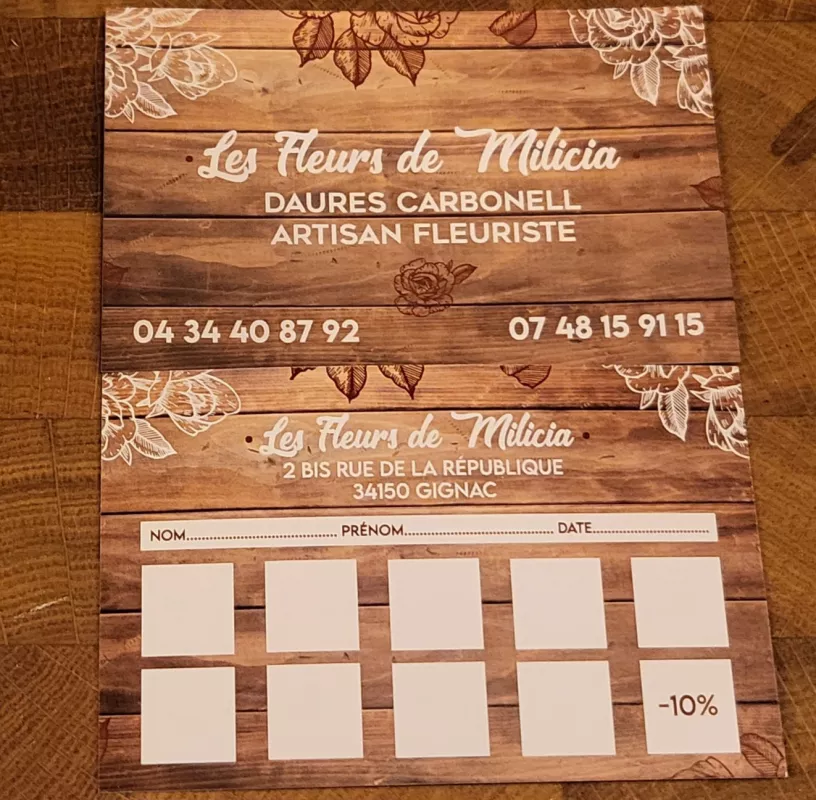 Les Fleurs de Milicia
DAURES CARBONELL
ARTISAN FLEURISTE
04 34 40 87 92 07 48 15 91 15
Les Fleurs de Milicia
2 BIS RUE DE LA RÉPUBLIQUE
34150 GIGNAC
NOM.................................... PRÉNOM.................................... DATE............................
-10%